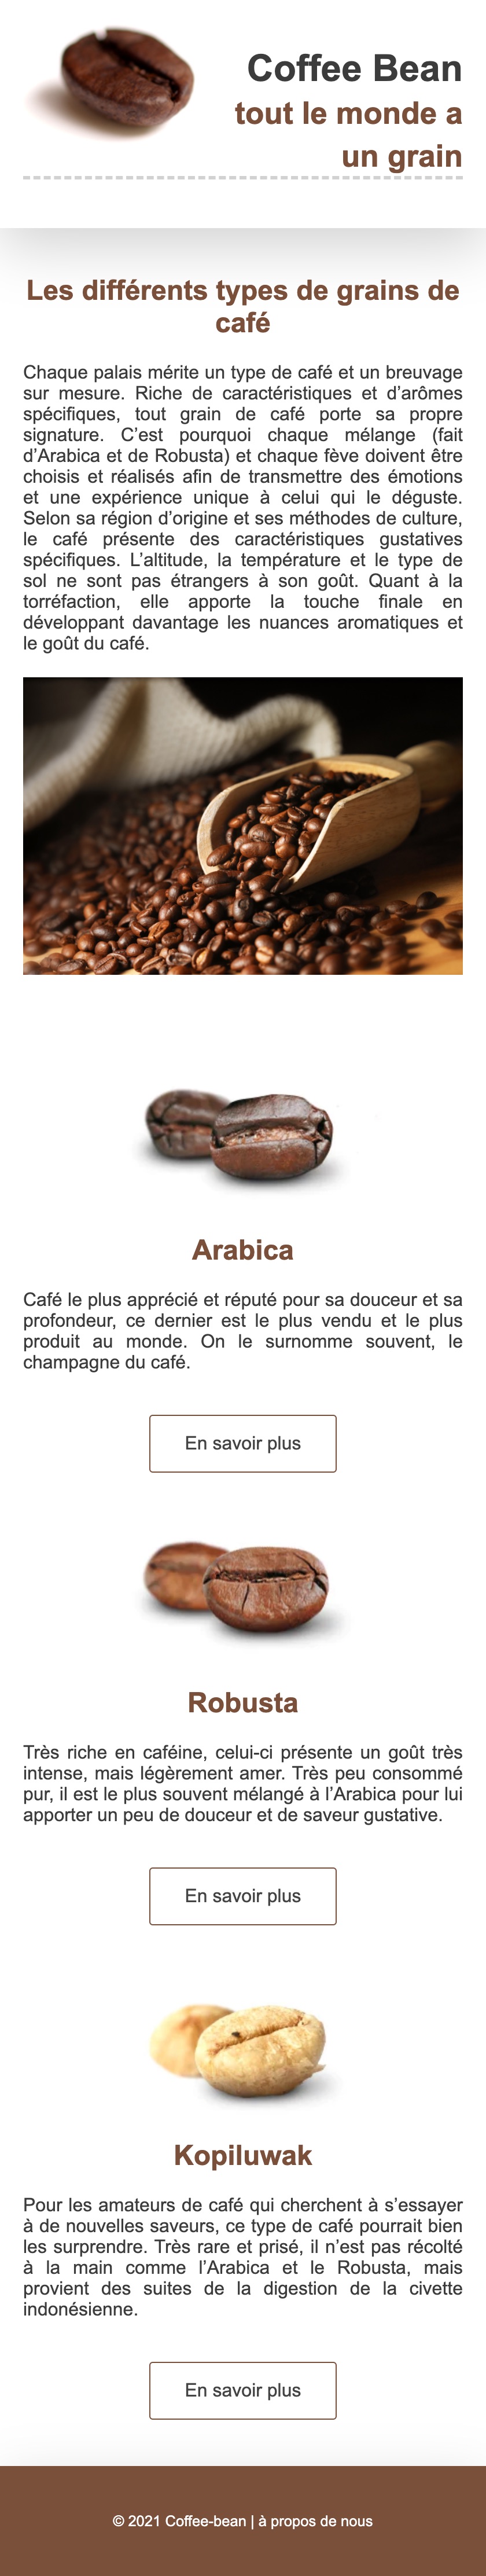 Coffee Bean
tout le monde a
un grain
Les différents types de grains de
café
Chaque palais mérite un type de café et un breuvage
sur mesure. Riche de caractéristiques et d’arômes
spécifiques, tout grain de café porte sa propre
signature. C’est pourquoi chaque mélange (fait
d’Arabica et de Robusta) et chaque fève doivent être
choisis et réalisés afin de transmettre des émotions
et une expérience unique à celui qui le déguste.
Selon sa région d’origine et ses méthodes de culture,
le café présente des caractéristiques gustatives
spécifiques. L’altitude, la température et le type de
sol ne sont pas étrangers à son goût. Quant à la
torréfaction, elle apporte la touche finale en
développant davantage les nuances aromatiques et
le goût du café.
Arabica
Café le plus apprécié et réputé pour sa douceur et sa
profondeur, ce dernier est le plus vendu et le plus
produit au monde. On le surnomme souvent, le
champagne du café.
En savoir plus
Robusta
Très riche en caféine, celui-ci présente un goût très
intense, mais légèrement amer. Très peu consommé
pur, il est le plus souvent mélangé à l’Arabica pour lui
apporter un peu de douceur et de saveur gustative.
En savoir plus
Kopiluwak
Pour les amateurs de café qui cherchent à s’essayer
à de nouvelles saveurs, ce type de café pourrait bien
les surprendre. Très rare et prisé, il n’est pas récolté
à la main comme l’Arabica et le Robusta, mais
provient des suites de la digestion de la civette
indonésienne.
En savoir plus
© 2021 Coffee-bean | à propos de nous